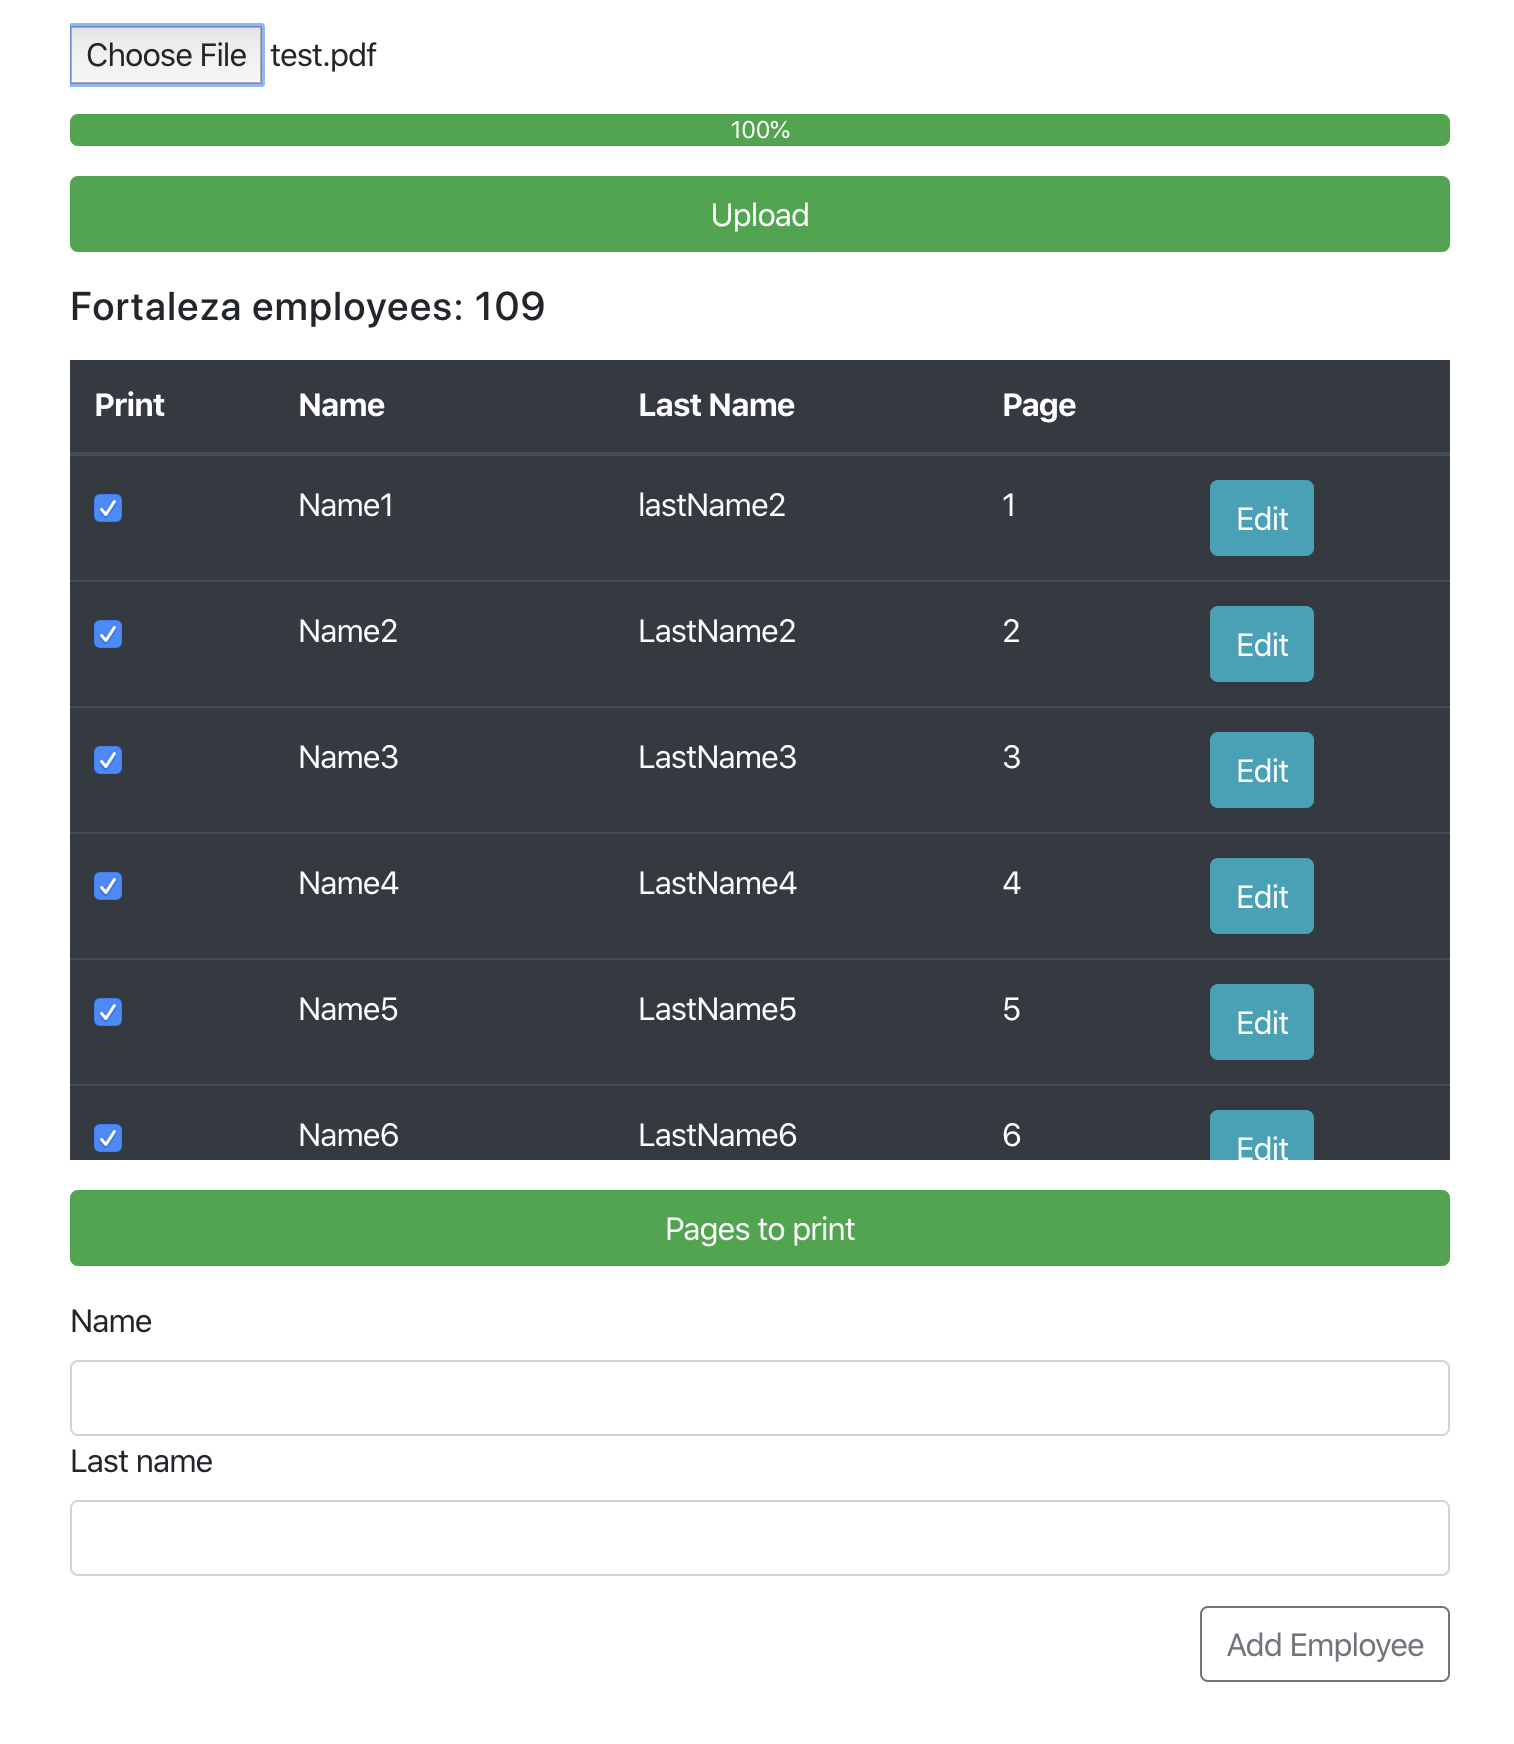 Choose File test.pdf
100%
Upload
Fortaleza employees: 109
Print Name Last Name Page
Name1 lastName2 1 Edit
Name2 LastName2 2 Edit
Name3 LastName3 3 Edit
Name4 LastName4 4 Edit
Name5 LastName5 5 Edit
Name6 LastName6 6 Edit
Pages to print
Name
Last name
Add Employee